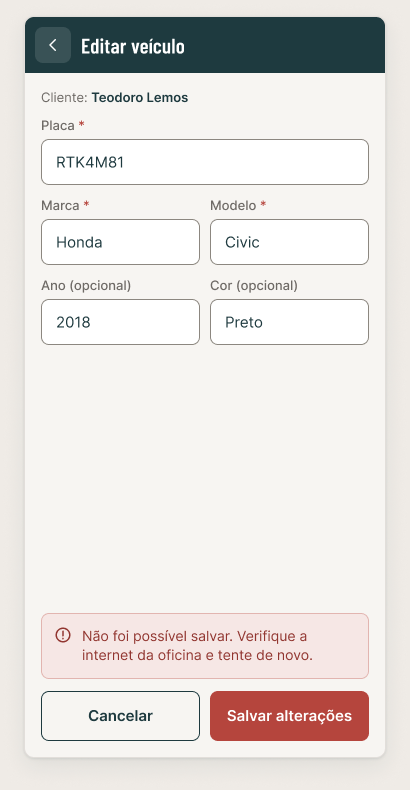 Editar veículo
Cliente: Teodoro Lemos
Placa *
RTK4M81
Marca *
Modelo *
Honda
Civic
Ano (opcional)
Cor (opcional)
2018
Preto
Não foi possível salvar. Verifique a
internet da oficina e tente de novo.
Cancelar
Salvar alterações